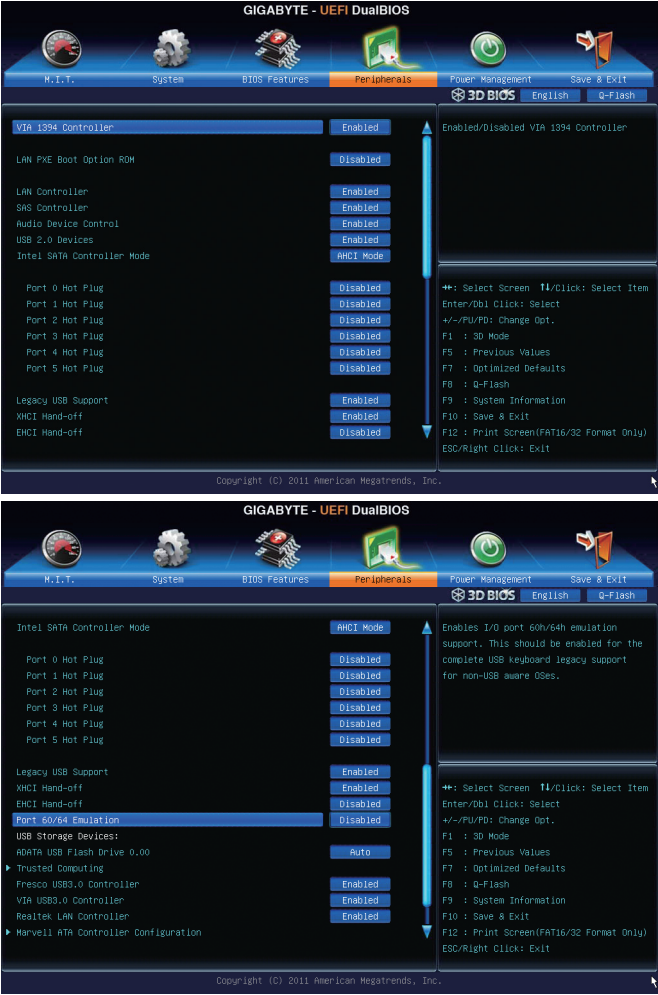 GIGABYTE - UEFI DualBIOS
M.I.T. System BIOS Features Peripherals Power Management Save & Exit
3D BIOS English Q-Flash
VIA 1394 Controller Enabled
LAN PXE Boot Option ROM Disabled
LAN Controller Enabled
SAS Controller Enabled
Audio Device Control Enabled
USB 2.0 Devices Enabled
Intel SATA Controller Mode AHCI Mode
Port 0 Hot Plug Disabled
Port 1 Hot Plug Disabled
Port 2 Hot Plug Disabled
Port 3 Hot Plug Disabled
Port 4 Hot Plug Disabled
Port 5 Hot Plug Disabled
Legacy USB Support Enabled
XHCI Hand-off Enabled
EHCI Hand-off Disabled
Enabled/Disabled VIA 1394 Controller
→←: Select Screen ↑↓/Click: Select Item
Enter/Dbl Click: Select
+/-/PU/PD: Change Opt.
F1 : 3D Mode
F5 : Previous Values
F7 : Optimized Defaults
F8 : Q-Flash
F9 : System Information
F10 : Save & Exit
F12 : Print Screen(FAT16/32 Format Only)
ESC/Right Click: Exit
Copyright (C) 2011 American Megatrends, Inc.
GIGABYTE - UEFI DualBIOS
M.I.T. System BIOS Features Peripherals Power Management Save & Exit
3D BIOS English Q-Flash
Intel SATA Controller Mode AHCI Mode
Port 0 Hot Plug Disabled
Port 1 Hot Plug Disabled
Port 2 Hot Plug Disabled
Port 3 Hot Plug Disabled
Port 4 Hot Plug Disabled
Port 5 Hot Plug Disabled
Legacy USB Support Enabled
XHCI Hand-off Enabled
EHCI Hand-off Disabled
Port 60/64 Emulation Disabled
USB Storage Devices:
ADATA USB Flash Drive 0.00 Auto
Trusted Computing
Fresco USB3.0 Controller Enabled
VIA USB3.0 Controller Enabled
Realtek LAN Controller Enabled
Marvell ATA Controller Configuration
Enables I/O port 60h/64h emulation
support. This should be enabled for the
complete USB keyboard legacy support
for non-USB aware OSes.
→←: Select Screen ↑↓/Click: Select Item
Enter/Dbl Click: Select
+/-/PU/PD: Change Opt.
F1 : 3D Mode
F5 : Previous Values
F7 : Optimized Defaults
F8 : Q-Flash
F9 : System Information
F10 : Save & Exit
F12 : Print Screen(FAT16/32 Format Only)
ESC/Right Click: Exit
Copyright (C) 2011 American Megatrends, Inc.